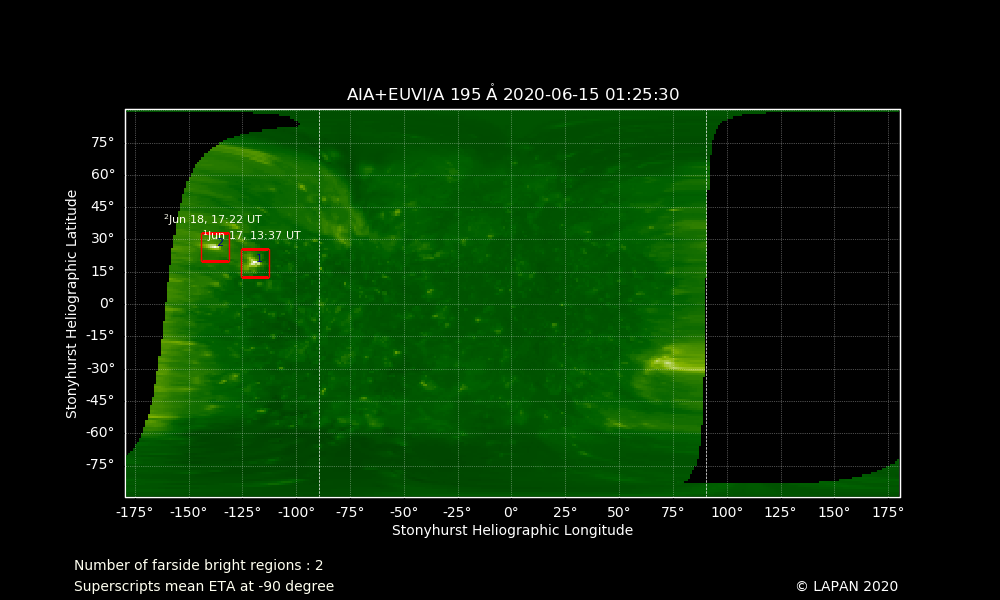 AIA+EUVI/A 195 Å 2020-06-15 01:25:30
75°
60°
45°
30°
15°
0°
-15°
-30°
-45°
-60°
-75°
Stonyhurst Heliographic Latitude
²Jun 18, 17:22 UT
¹Jun 17, 13:37 UT
2
1
-175° -150° -125° -100° -75° -50° -25° 0° 25° 50° 75° 100° 125° 150° 175°
Stonyhurst Heliographic Longitude
Number of farside bright regions : 2
Superscripts mean ETA at -90 degree
© LAPAN 2020